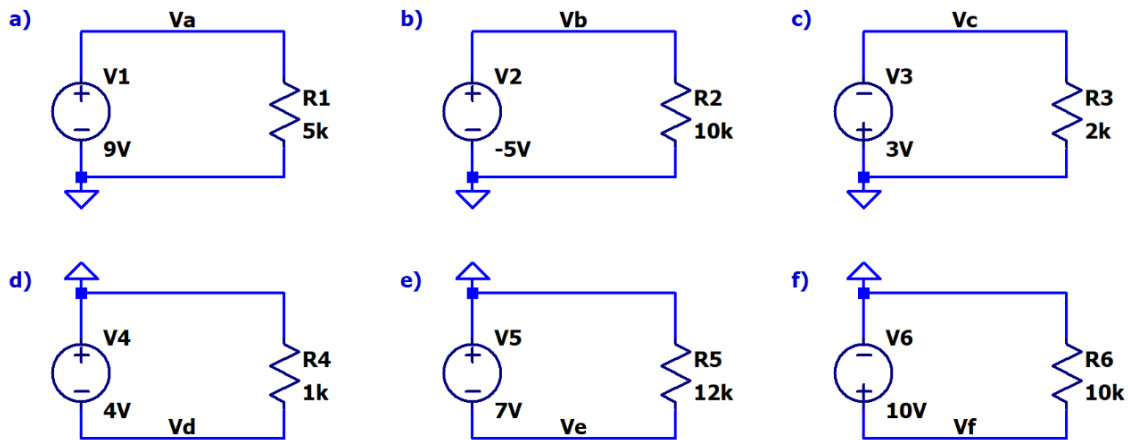 a)
Va
V1
+
−
9V
R1
5k
b)
Vb
V2
+
−
-5V
R2
10k
c)
Vc
V3
−
+
3V
R3
2k
d)
V4
+
−
4V
R4
1k
Vd
e)
V5
+
−
7V
R5
12k
Ve
f)
V6
−
+
10V
R6
10k
Vf